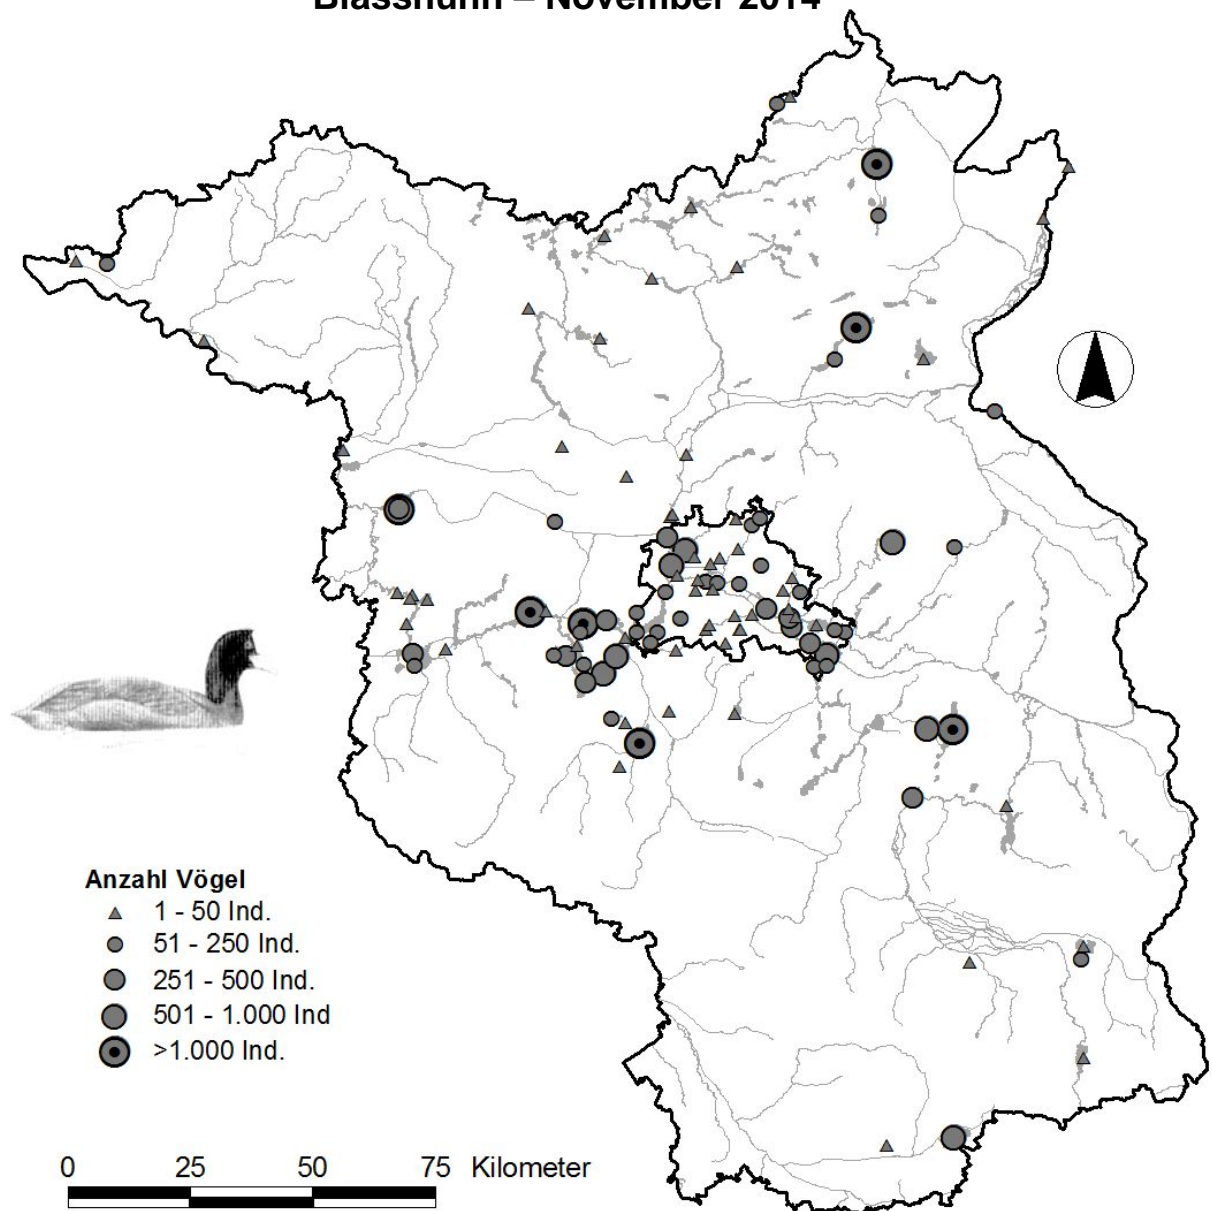 Blässhuhn – November 2014
Anzahl Vögel
1 - 50 Ind.
51 - 250 Ind.
251 - 500 Ind.
501 - 1.000 Ind
>1.000 Ind.
0 25 50 75 Kilometer